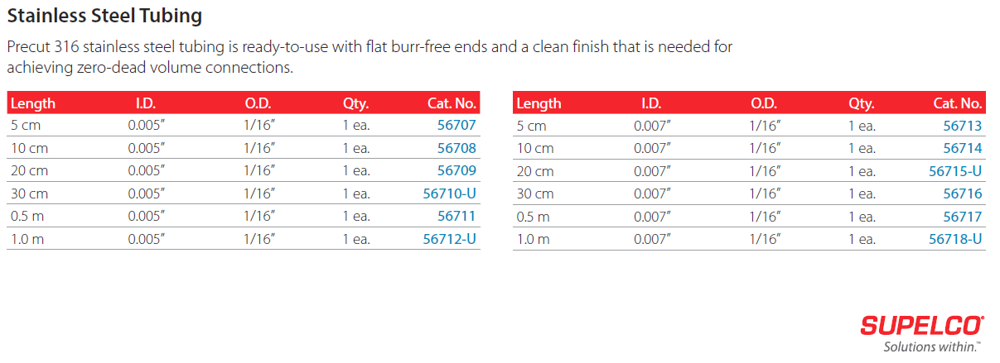 Stainless Steel Tubing
Precut 316 stainless steel tubing is ready-to-use with flat burr-free ends and a clean finish that is needed for
achieving zero-dead volume connections.
Length I.D. O.D. Qty. Cat. No.
5 cm 0.005″ 1/16″ 1 ea. 56707
10 cm 0.005″ 1/16″ 1 ea. 56708
20 cm 0.005″ 1/16″ 1 ea. 56709
30 cm 0.005″ 1/16″ 1 ea. 56710-U
0.5 m 0.005″ 1/16″ 1 ea. 56711
1.0 m 0.005″ 1/16″ 1 ea. 56712-U
Length I.D. O.D. Qty. Cat. No.
5 cm 0.007″ 1/16″ 1 ea. 56713
10 cm 0.007″ 1/16″ 1 ea. 56714
20 cm 0.007″ 1/16″ 1 ea. 56715-U
30 cm 0.007″ 1/16″ 1 ea. 56716
0.5 m 0.007″ 1/16″ 1 ea. 56717
1.0 m 0.007″ 1/16″ 1 ea. 56718-U
SUPELCO®
Solutions within.™